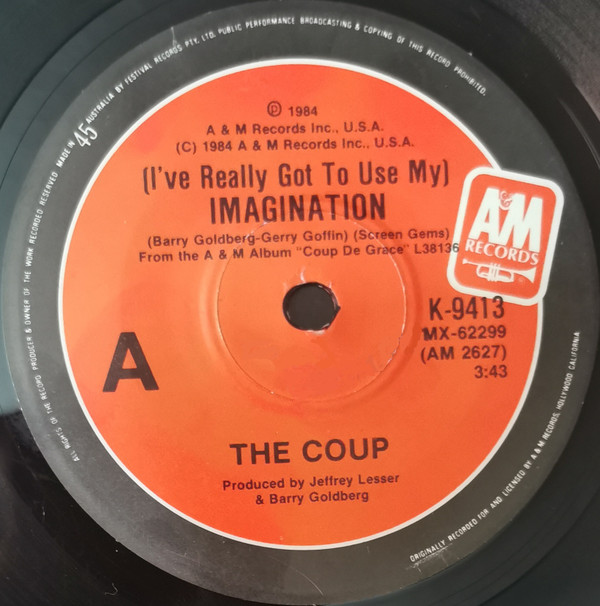 ALL RIGHTS OF THE RECORD PRODUCER & OWNER OF THE WORK RECORDED RESERVED MADE IN 45 AUSTRALIA BY FESTIVAL RECORDS PTY. LTD. PUBLIC PERFORMANCE BROADCASTING & COPYING OF THIS RECORD PROHIBITED.
℗ 1984
A & M Records Inc., U.S.A.
(C) 1984 A & M Records Inc., U.S.A.
(I've Really Got To Use My)
IMAGINATION
(Barry Goldberg-Gerry Goffin) (Screen Gems)
From the A & M Album "Coup De Grace" L38136
A&M
RECORDS
K-9413
MX-62299
(AM 2627)
3:43
A
THE COUP
Produced by Jeffrey Lesser
& Barry Goldberg
ORIGINALLY RECORDED FOR AND LICENSED BY A & M RECORDS, HOLLYWOOD CALIFORNIA.